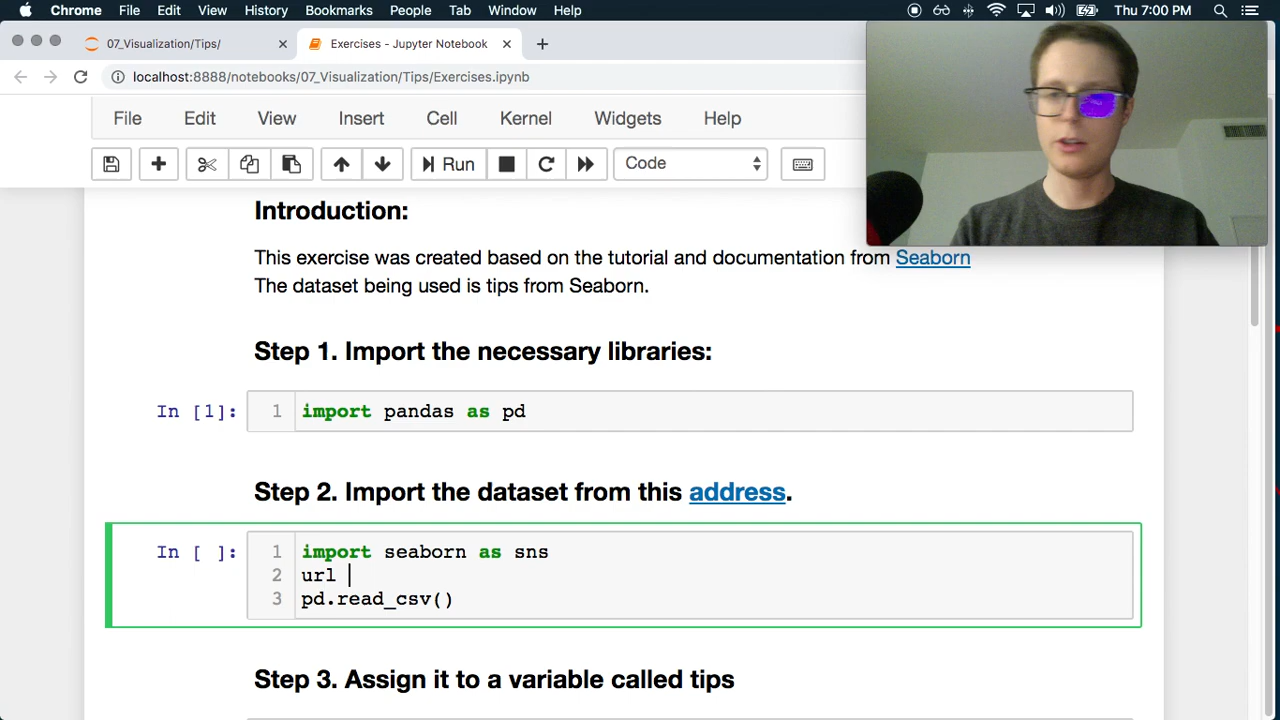 Chrome File Edit View History Bookmarks People Tab Window Help Thu 7:00 PM
07_Visualization/Tips/ Exercises - Jupyter Notebook
localhost:8888/notebooks/07_Visualization/Tips/Exercises.ipynb
File Edit View Insert Cell Kernel Widgets Help
Run Code
Introduction:
This exercise was created based on the tutorial and documentation from Seaborn
The dataset being used is tips from Seaborn.
Step 1. Import the necessary libraries:
In [1]: 1 import pandas as pd
Step 2. Import the dataset from this address.
In [ ]: 1 import seaborn as sns
2 url
3 pd.read_csv()
Step 3. Assign it to a variable called tips